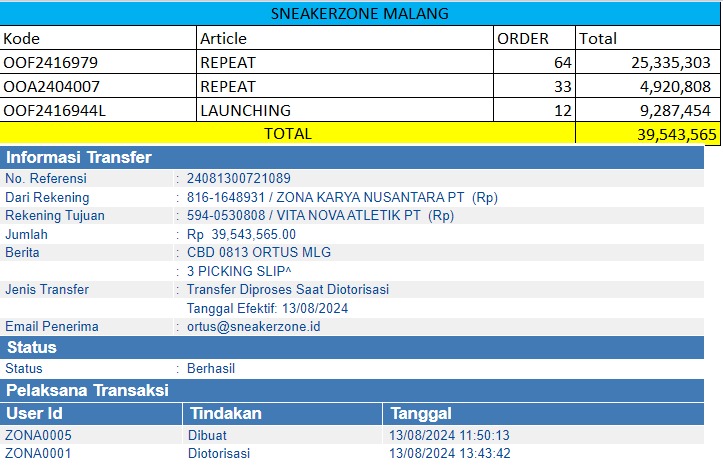 SNEAKERZONE MALANG
Kode Article ORDER Total
OOF2416979 REPEAT 64 25,335,303
OOA2404007 REPEAT 33 4,920,808
OOF2416944L LAUNCHING 12 9,287,454
TOTAL 39,543,565
Informasi Transfer
No. Referensi : 24081300721089
Dari Rekening : 816-1648931 / ZONA KARYA NUSANTARA PT (Rp)
Rekening Tujuan : 594-0530808 / VITA NOVA ATLETIK PT (Rp)
Jumlah : Rp 39,543,565.00
Berita : CBD 0813 ORTUS MLG
: 3 PICKING SLIP^
Jenis Transfer : Transfer Diproses Saat Diotorisasi
Tanggal Efektif: 13/08/2024
Email Penerima : ortus@sneakerzone.id
Status
Status : Berhasil
Pelaksana Transaksi
User Id Tindakan Tanggal
ZONA0005 Dibuat 13/08/2024 11:50:13
ZONA0001 Diotorisasi 13/08/2024 13:43:42